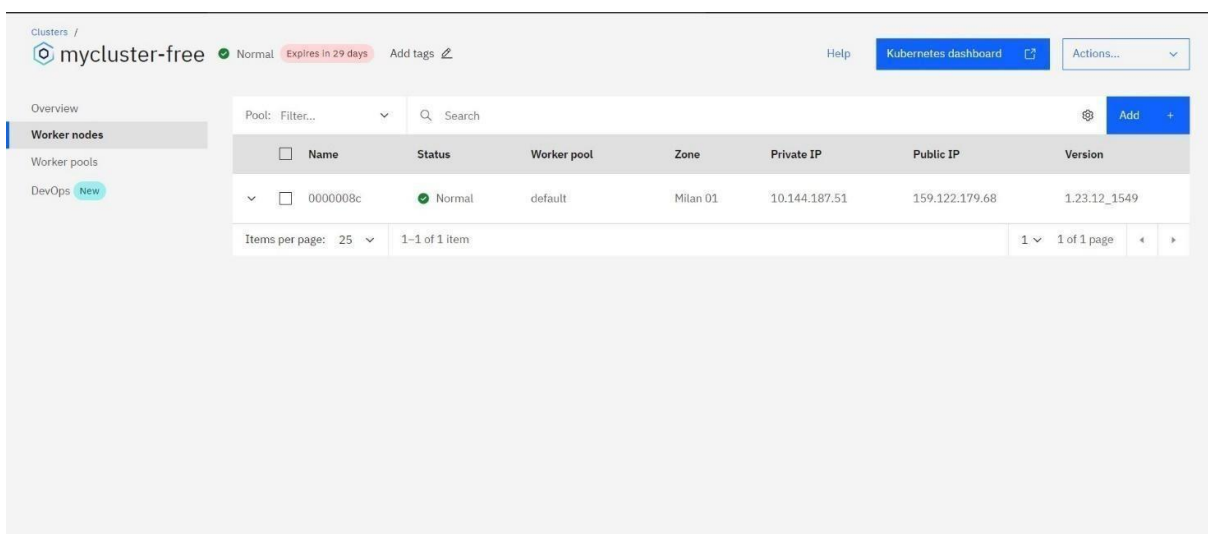 Clusters /
mycluster-free Normal Expires in 29 days Add tags Help Kubernetes dashboard Actions...
Overview
Worker nodes
Worker pools
DevOps New
Pool: Filter... Search Add +
Name Status Worker pool Zone Private IP Public IP Version
0000008c Normal default Milan 01 10.144.187.51 159.122.179.68 1.23.12_1549
Items per page: 25 1–1 of 1 item 1 1 of 1 page